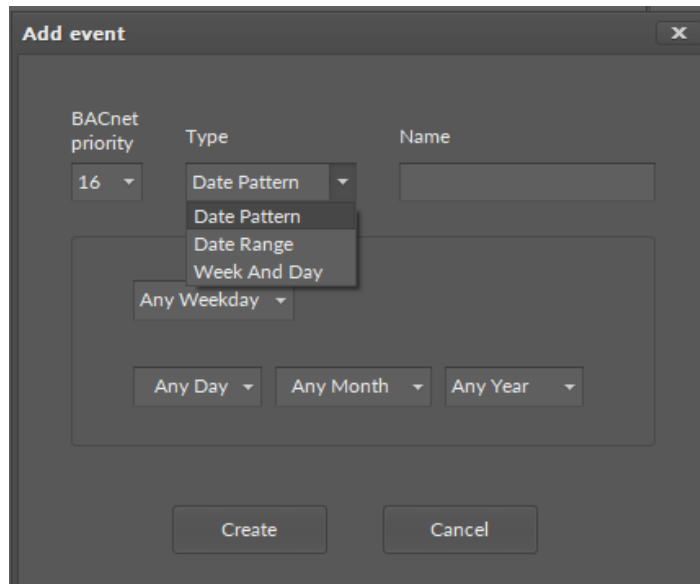 Add event
x
BACnet
priority
Type
Name
16
Date Pattern
Date Pattern
Date Range
Week And Day
Any Weekday
Any Day
Any Month
Any Year
Create
Cancel